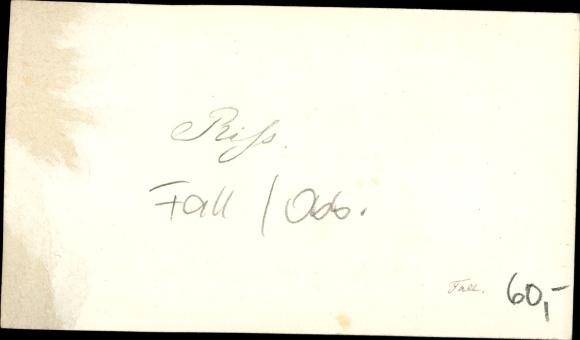 Riss.
Fall / Obb.
Fall. 60,-